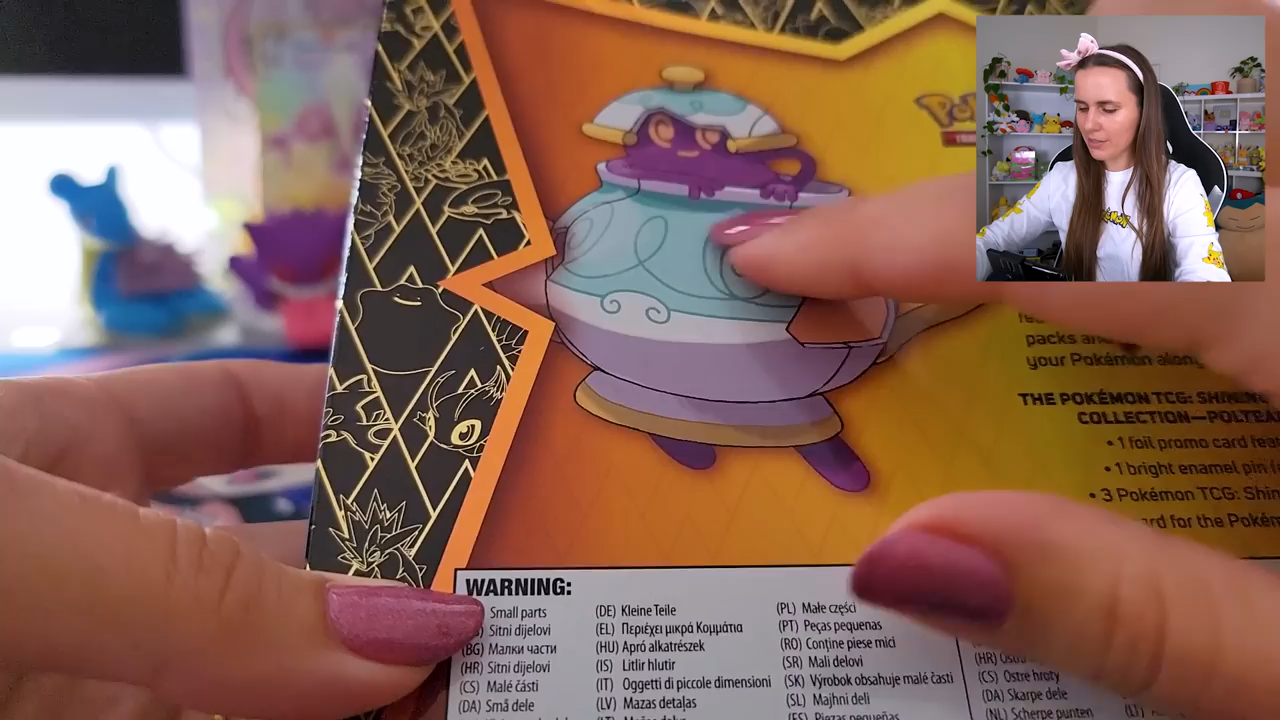 packs an
your Pokémon along
THE POKÉMON TCG: SHINING
COLLECTION—POLTEA
• 1 foil promo card fea
• 1 bright enamel pin f
• 3 Pokémon TCG: Shin
ard for the Pokém
WARNING:
Small parts
Sitni dijelovi
(BG) Малки части
(HR) Sitni dijelovi
(CS) Malé části
(DA) Små dele
(DE) Kleine Teile
(EL) Περιέχει μικρά Κομμάτια
(HU) Apró alkatrészek
(IS) Litlir hlutir
(IT) Oggetti di piccole dimensioni
(LV) Mazas detaļas
(PL) Małe części
(PT) Peças pequenas
(RO) Conține piese mici
(SR) Mali delovi
(SK) Výrobok obsahuje malé časti
(SL) Majhni deli
(ES) Piezas pequeñas
(HR)
(CS) Ostre hroty
(DA) Skarpe dele
(NL) Scherpe punten